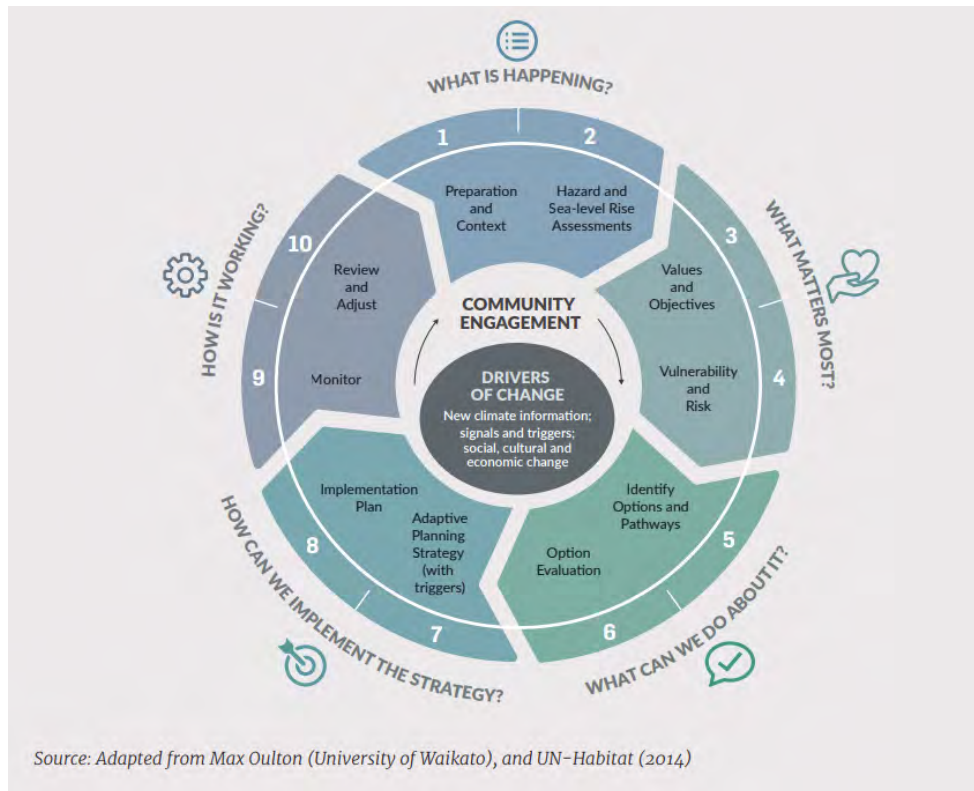 WHAT IS HAPPENING?
1
2
Preparation
and
Context
Hazard and
Sea-level Rise
Assessments
WHAT MATTERS MOST?
3
Values
and
Objectives
4
Vulnerability
and
Risk
WHAT CAN WE DO ABOUT IT?
5
Identify
Options and
Pathways
6
Option
Evaluation
HOW CAN WE IMPLEMENT THE STRATEGY?
7
Adaptive
Planning
Strategy
(with
triggers)
8
Implementation
Plan
HOW IS IT WORKING?
9
Monitor
10
Review
and
Adjust
COMMUNITY
ENGAGEMENT
DRIVERS
OF CHANGE
New climate information;
signals and triggers;
social, cultural and
economic change
Source: Adapted from Max Oulton (University of Waikato), and UN-Habitat (2014)